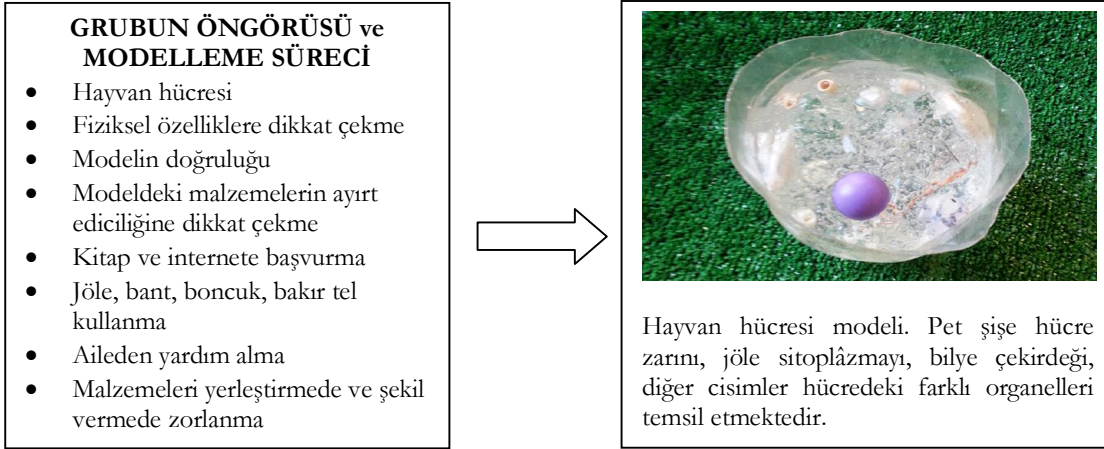 GRUBUN ÖNGÖRÜSÜ ve
MODELLEME SÜRECİ
• Hayvan hücresi
• Fiziksel özelliklere dikkat çekme
• Modelin doğruluğu
• Modeldeki malzemelerin ayırt
ediciliğine dikkat çekme
• Kitap ve internete başvurma
• Jöle, bant, boncuk, bakır tel
kullanma
• Aileden yardım alma
• Malzemeleri yerleştirmede ve şekil
vermede zorlanma
Hayvan hücresi modeli. Pet şişe hücre
zarını, jöle sitoplâzmayı, bilye çekirdeği,
diğer cisimler hücredeki farklı organelleri
temsil etmektedir.